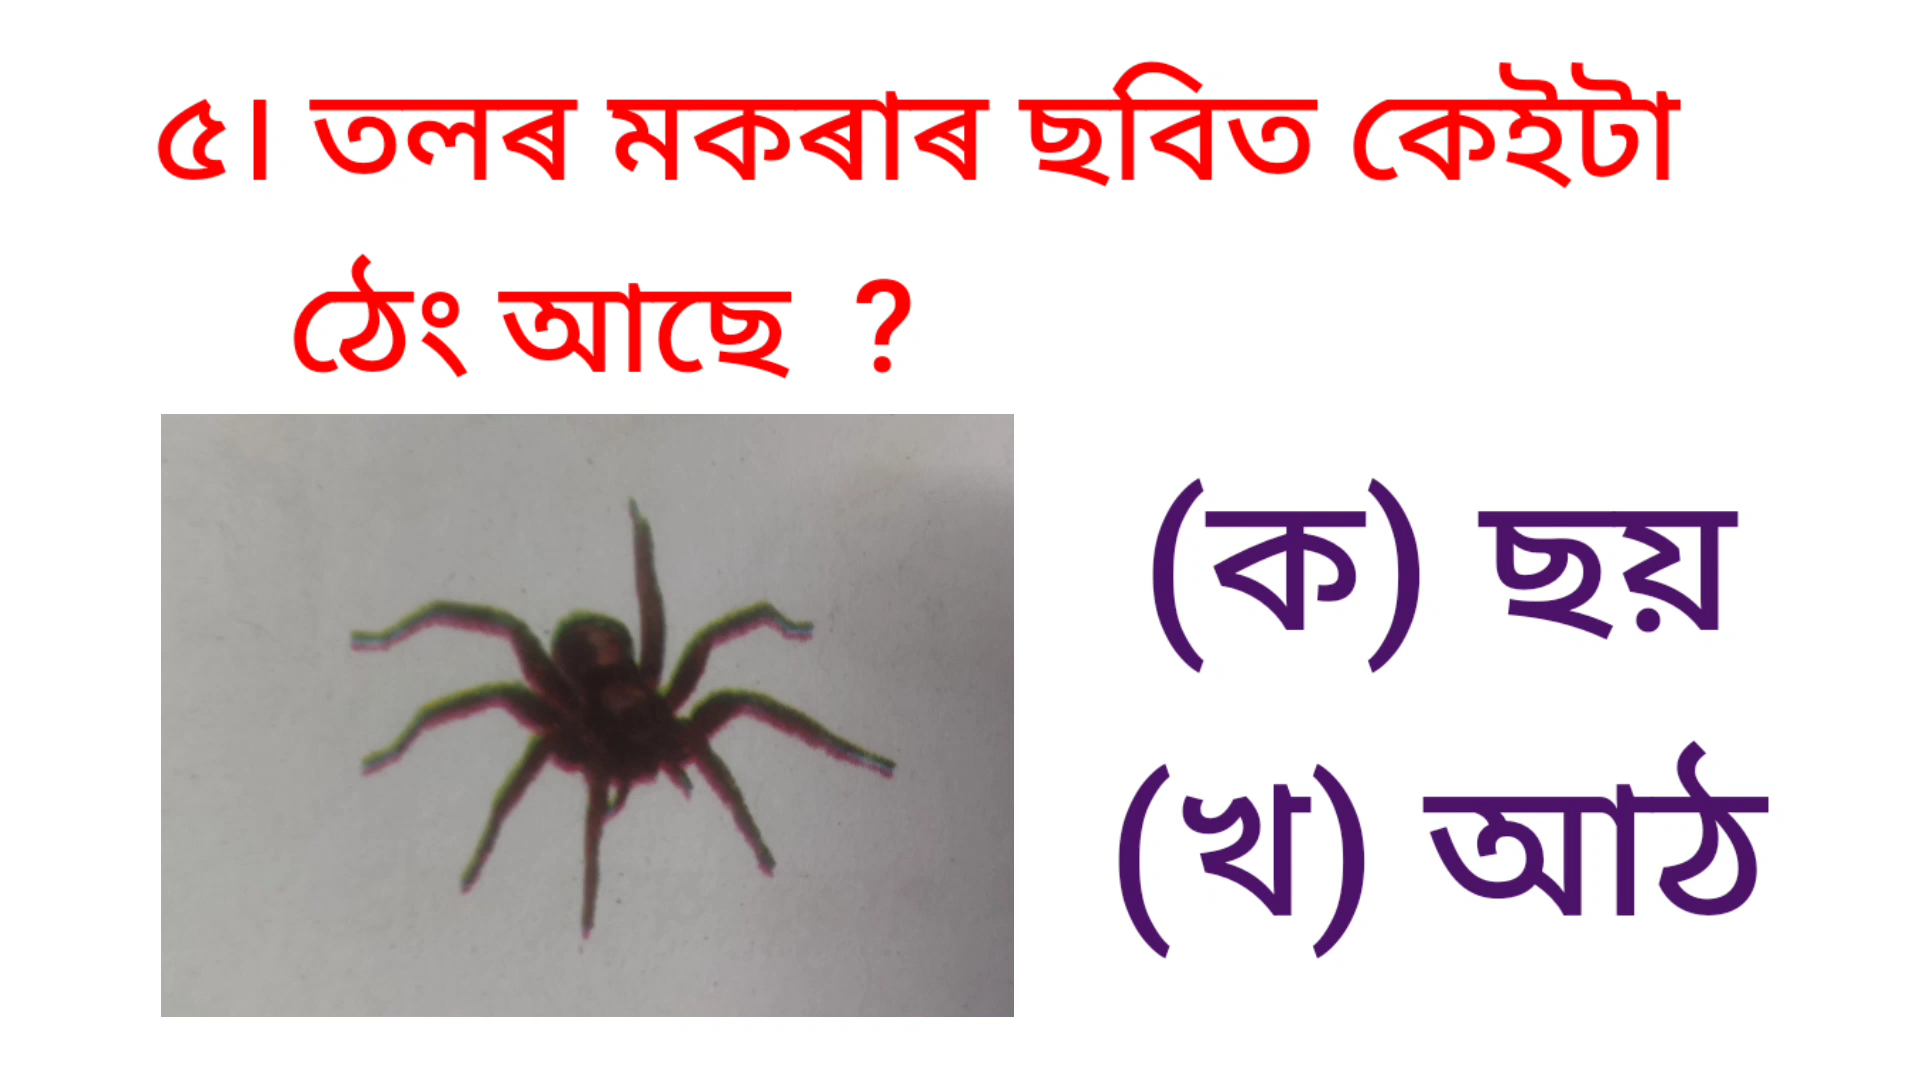 ৫। তলৰ মকৰাৰ ছবিত কেইটা
ঠেং আছে ?
(ক) ছয়
(খ) আঠ